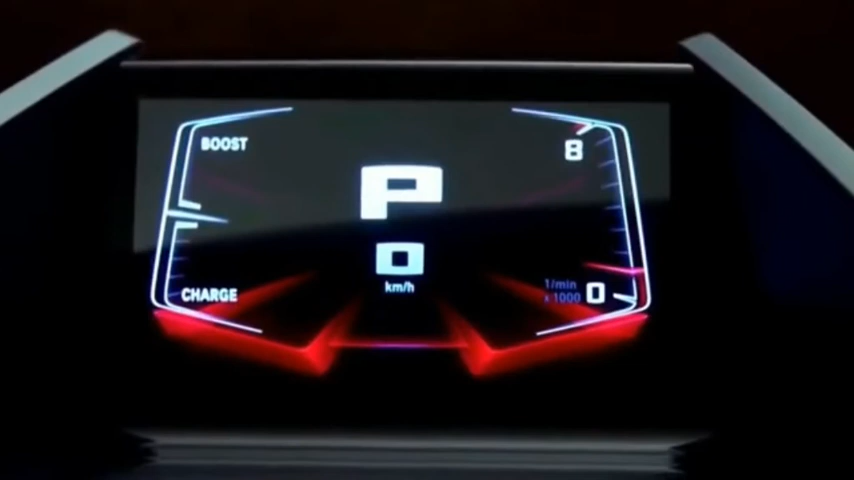 BOOST
8
P
0
km/h
CHARGE
1/min
x 1000
0